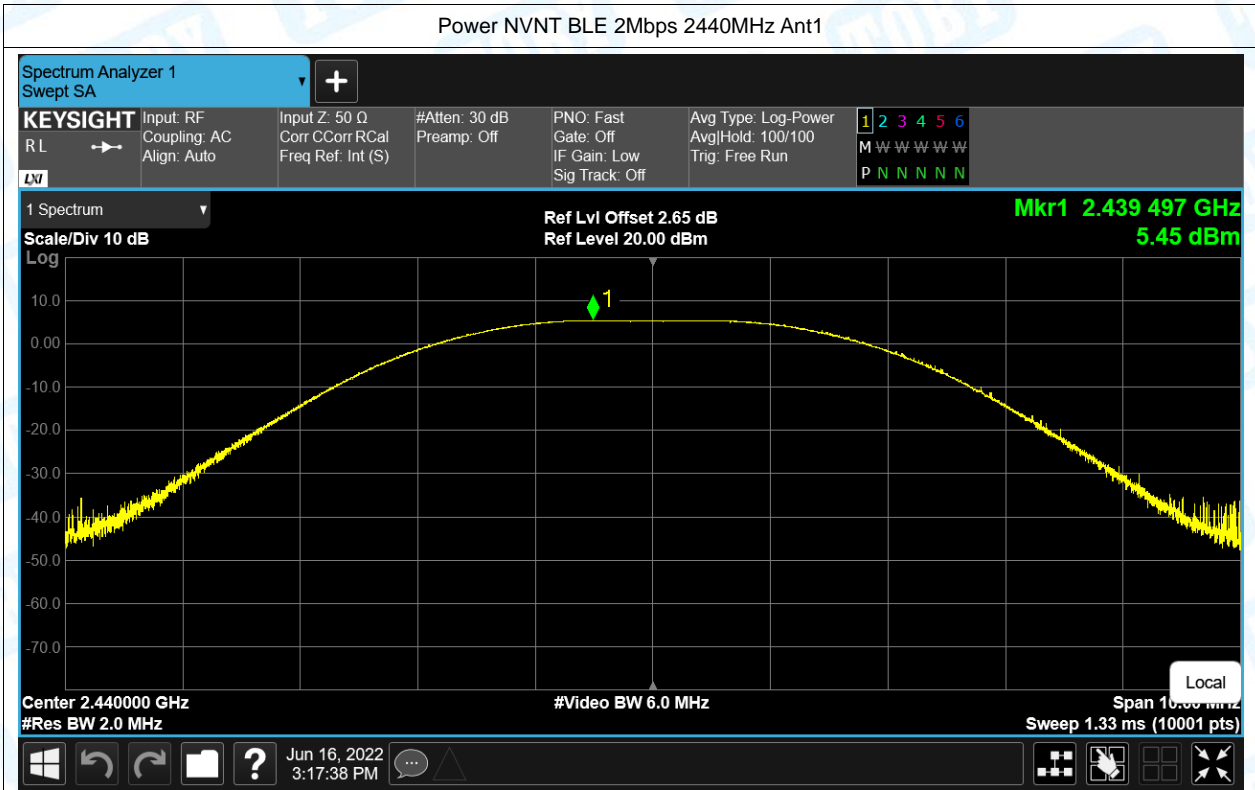 Power NVNT BLE 2Mbps 2440MHz Ant1
Spectrum Analyzer 1
Swept SA
KEYSIGHT
R L
LXI
Input: RF
Coupling: AC
Align: Auto
Input Z: 50 Ω
Corr CCorr RCal
Freq Ref: Int (S)
#Atten: 30 dB
Preamp: Off
PNO: Fast
Gate: Off
IF Gain: Low
Sig Track: Off
Avg Type: Log-Power
Avg|Hold: 100/100
Trig: Free Run
1 2 3 4 5 6
M W W W W W
P N N N N N
1 Spectrum
Scale/Div 10 dB
Ref Lvl Offset 2.65 dB
Ref Level 20.00 dBm
Mkr1 2.439 497 GHz
5.45 dBm
Log
10.0
0.00
-10.0
-20.0
-30.0
-40.0
-50.0
-60.0
-70.0
1
Local
Center 2.440000 GHz
#Video BW 6.0 MHz
Span 10.00 MHz
#Res BW 2.0 MHz
Sweep 1.33 ms (10001 pts)
?
Jun 16, 2022
3:17:38 PM